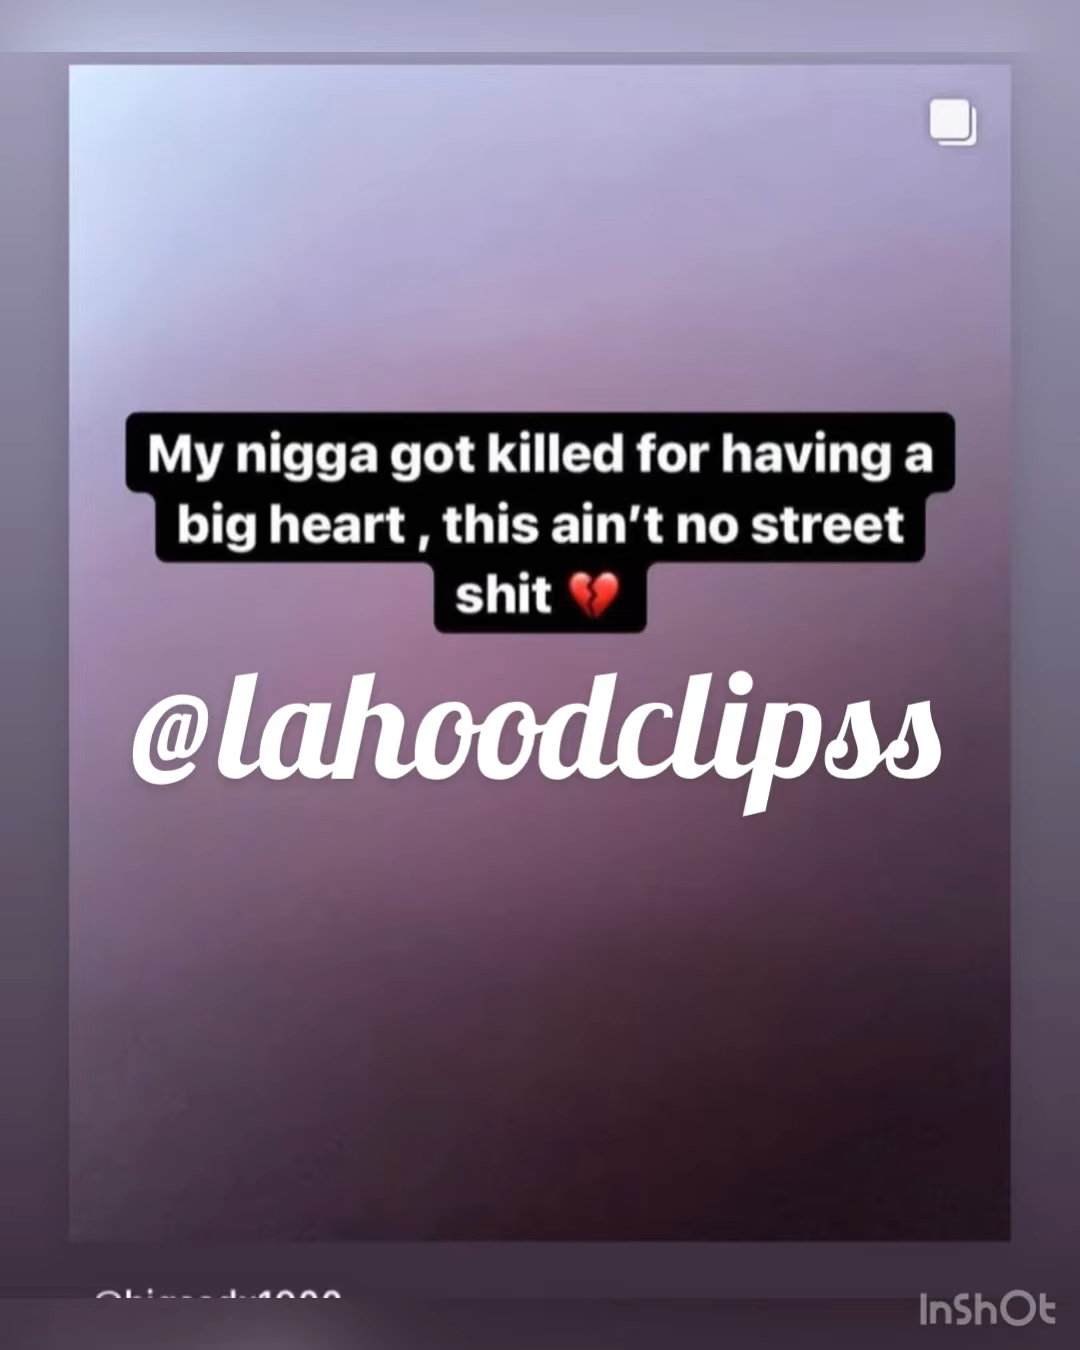 My nigga got killed for having a
big heart , this ain't no street
shit 💔
@lahoodclipss
InShOt